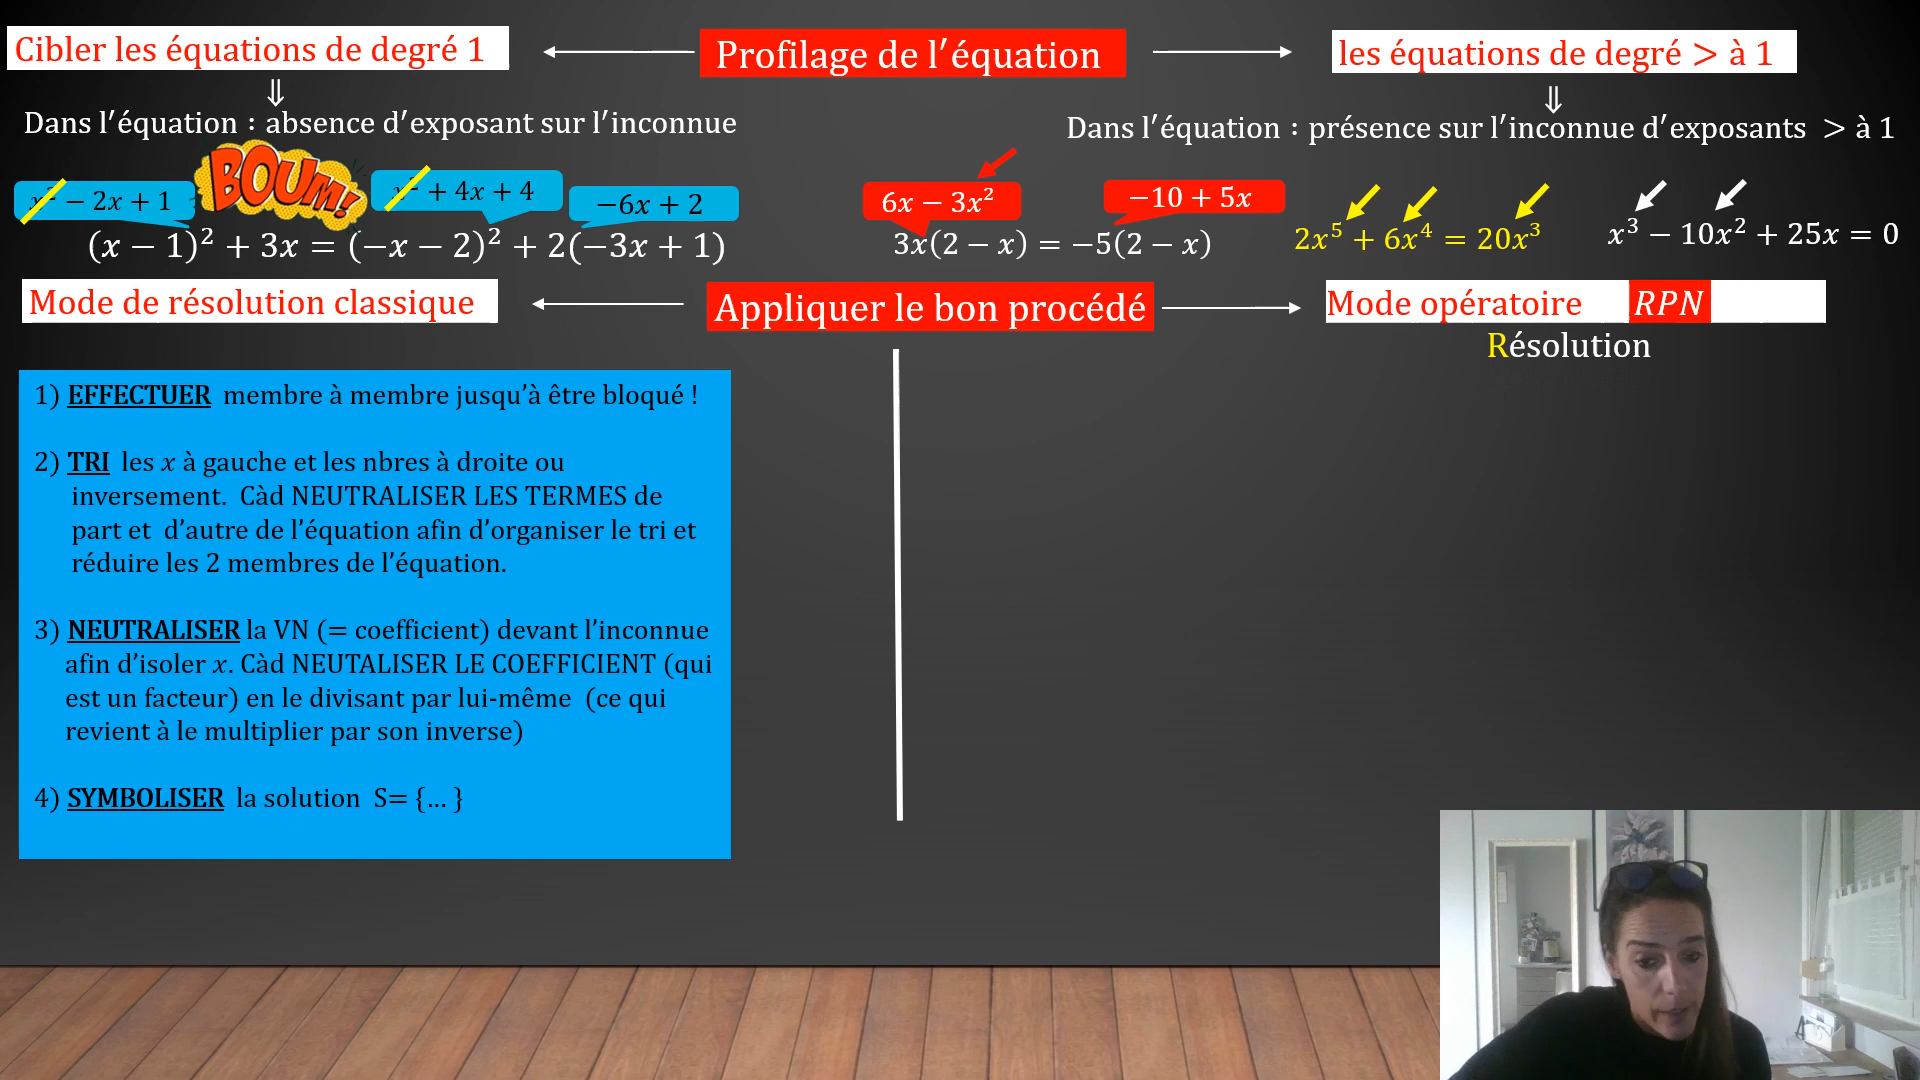 Cibler les équations de degré 1
Profilage de l'équation
les équations de degré > à 1
⇓
⇓
Dans l'équation : absence d'exposant sur l'inconnue
Dans l'équation : présence sur l'inconnue d'exposants > à 1
x² − 2x + 1
BOUM!
x² + 4x + 4
−6x + 2
6x − 3x²
−10 + 5x
(x − 1)² + 3x = (−x − 2)² + 2(−3x + 1)
3x(2 − x) = −5(2 − x)
2x⁵ + 6x⁴ = 20x³
x³ − 10x² + 25x = 0
Mode de résolution classique
Appliquer le bon procédé
Mode opératoire RPN
Résolution
1) EFFECTUER membre à membre jusqu'à être bloqué !
2) TRI les x à gauche et les nbres à droite ou
inversement. Càd NEUTRALISER LES TERMES de
part et d'autre de l'équation afin d'organiser le tri et
réduire les 2 membres de l'équation.
3) NEUTRALISER la VN (= coefficient) devant l'inconnue
afin d'isoler x. Càd NEUTALISER LE COEFFICIENT (qui
est un facteur) en le divisant par lui-même (ce qui
revient à le multiplier par son inverse)
4) SYMBOLISER la solution S= {… }